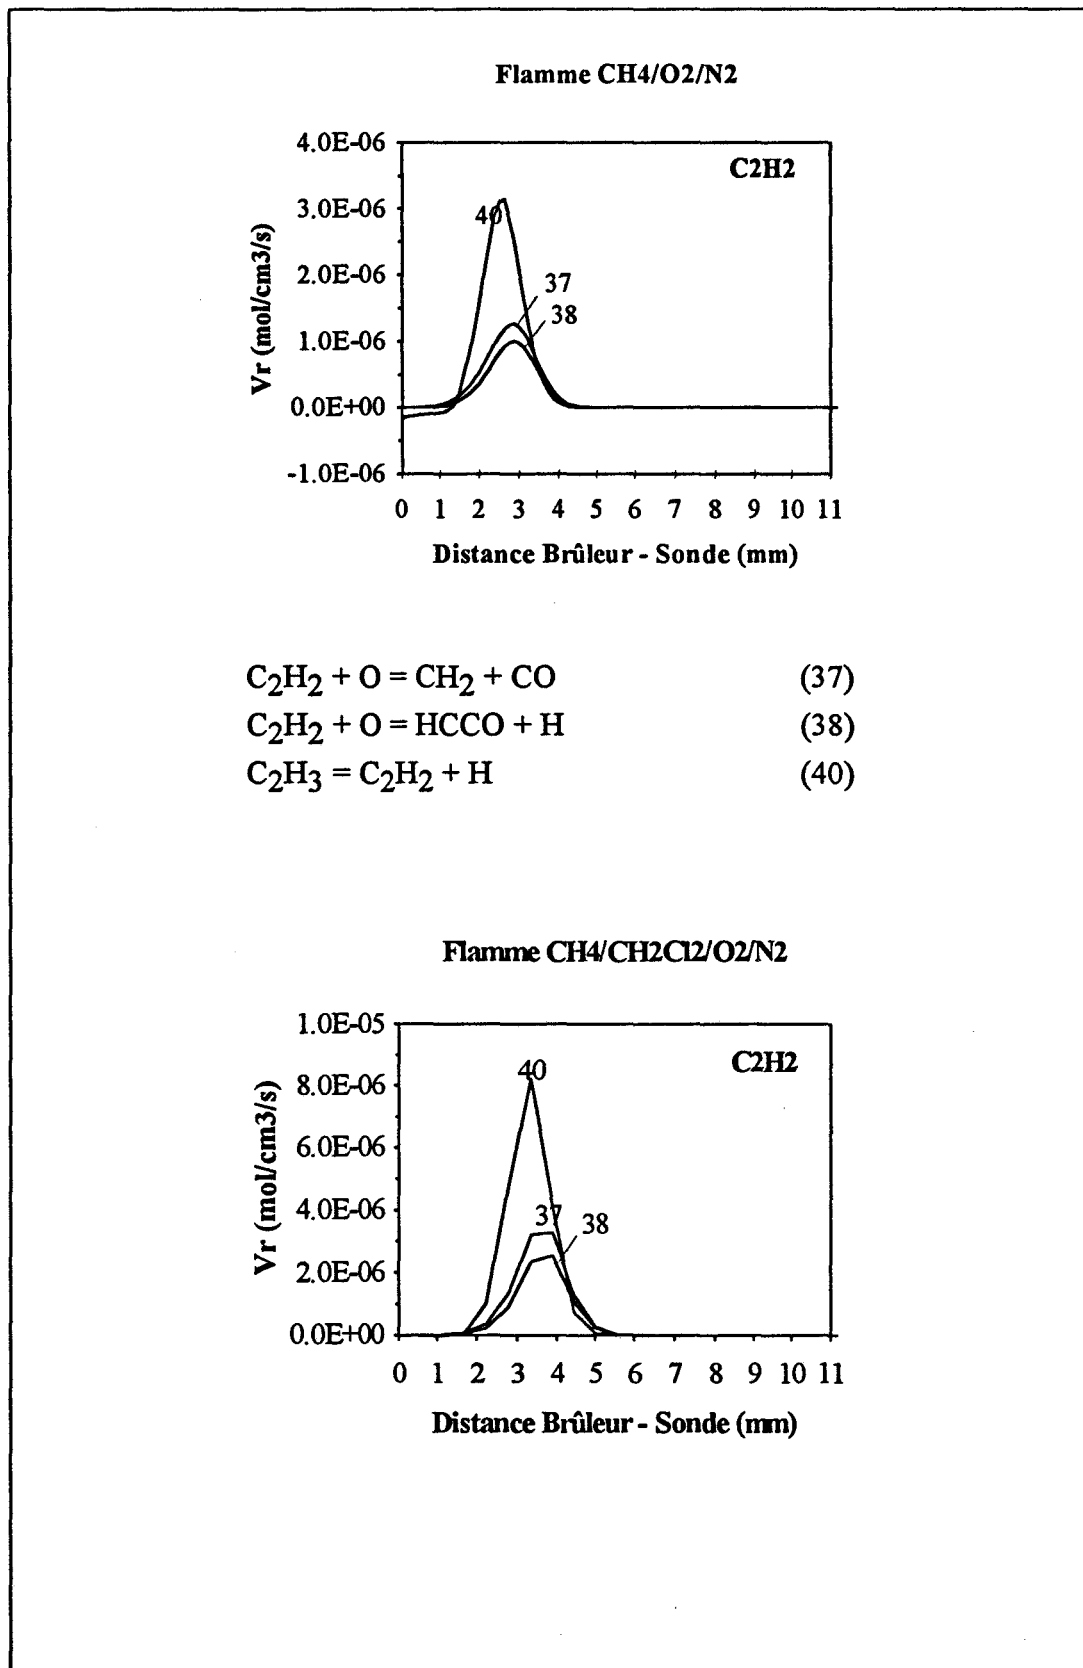 Flamme CH4/O2/N2
C2H2
Vr (mol/cm3/s)
4.0E-06
3.0E-06
2.0E-06
1.0E-06
0.0E+00
-1.0E-06
40
37
38
0 1 2 3 4 5 6 7 8 9 10 11
Distance Brûleur - Sonde (mm)
C2H2 + O = CH2 + CO (37)
C2H2 + O = HCCO + H (38)
C2H3 = C2H2 + H (40)
Flamme CH4/CH2Cl2/O2/N2
C2H2
Vr (mol/cm3/s)
1.0E-05
8.0E-06
6.0E-06
4.0E-06
2.0E-06
0.0E+00
40
37
38
0 1 2 3 4 5 6 7 8 9 10 11
Distance Brûleur - Sonde (mm)